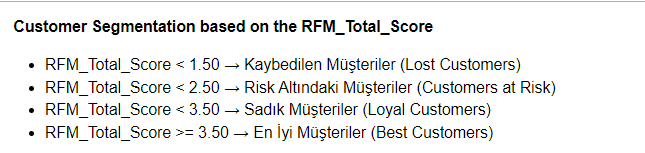 Customer Segmentation based on the RFM_Total_Score
• RFM_Total_Score < 1.50 → Kaybedilen Müşteriler (Lost Customers)
• RFM_Total_Score < 2.50 → Risk Altındaki Müşteriler (Customers at Risk)
• RFM_Total_Score < 3.50 → Sadık Müşteriler (Loyal Customers)
• RFM_Total_Score >= 3.50 → En İyi Müşteriler (Best Customers)